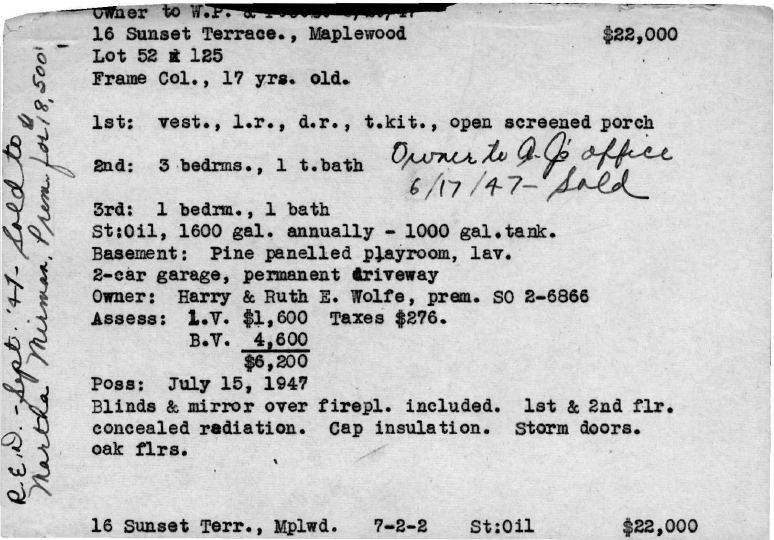 Owner to W.P. &
16 Sunset Terrace., Maplewood $22,000
Lot 52 x 125
Frame Col., 17 yrs. old.
1st: vest., l.r., d.r., t.kit., open screened porch
Owner to A.J's office
2nd: 3 bedrms., 1 t.bath
6/17/47- Sold
3rd: 1 bedrm., 1 bath
St:Oil, 1600 gal. annually - 1000 gal.tank.
Basement: Pine panelled playroom, lav.
2-car garage, permanent driveway
Owner: Harry & Ruth E. Wolfe, prem. SO 2-6866
Assess: L.V. $1,600 Taxes $276.
B.V. 4,600
$6,200
Poss: July 15, 1947
Blinds & mirror over firepl. included. 1st & 2nd flr.
concealed radiation. Cap insulation. Storm doors.
oak flrs.
16 Sunset Terr., Mplwd. 7-2-2 St:Oil $22,000
R.E.D. - Sept. '47 - Sold to
Martha Mirman, Prem. for $18,500